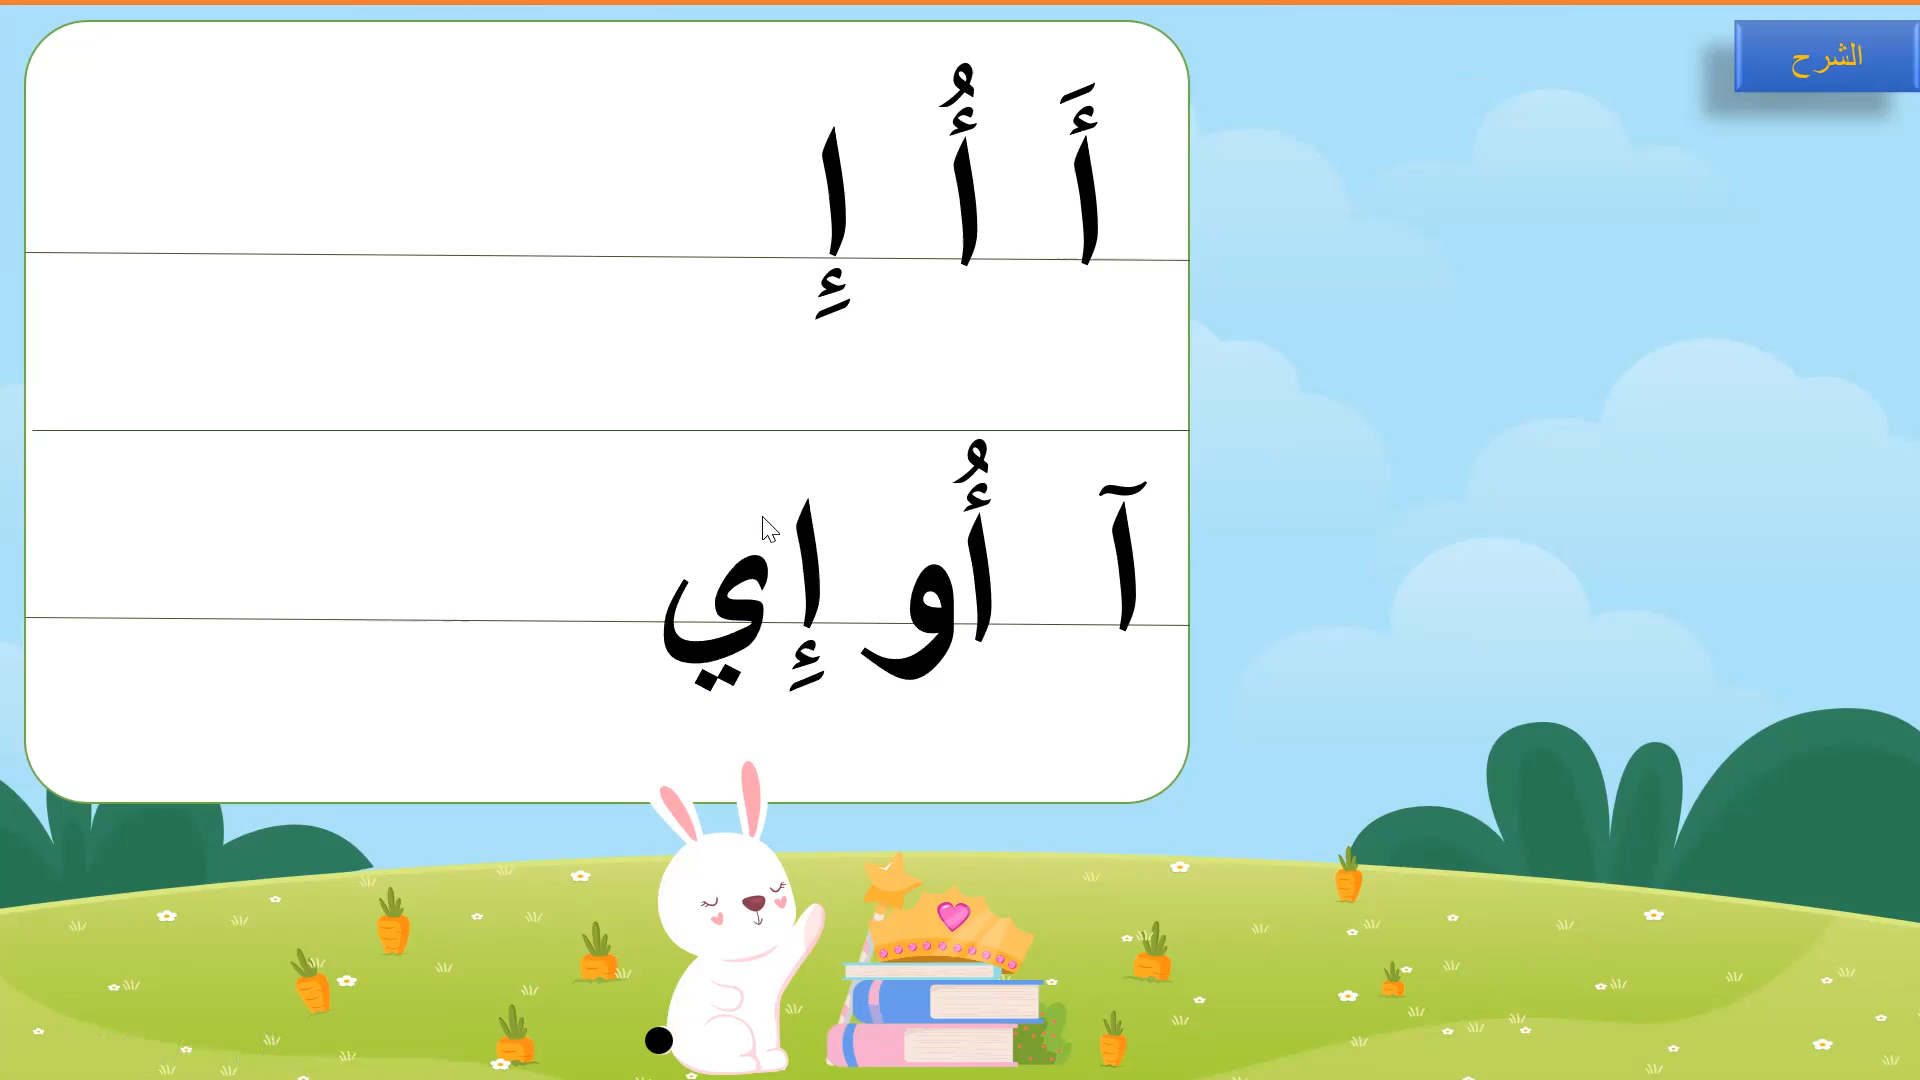 الشرح
أَ أُ إِ
آ أُو إِي